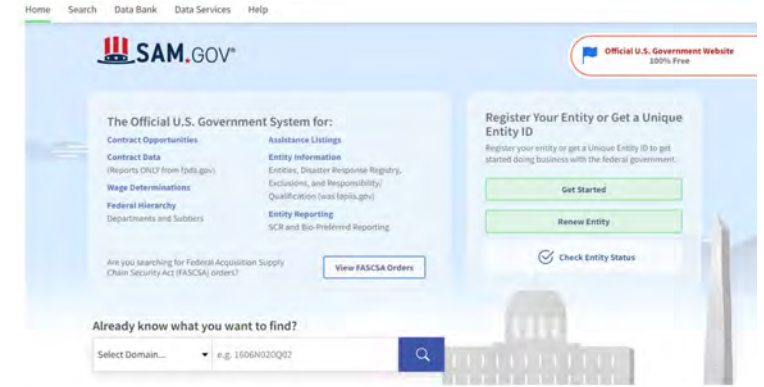 Home Search Data Bank Data Services Help
SAM.GOV®
Official U.S. Government Website
100% Free
The Official U.S. Government System for:
Contract Opportunities
Contract Data
(Reports ONLY from fpds.gov)
Wage Determinations
Federal Hierarchy
Departments and Subtiers
Assistance Listings
Entity Information
Entities, Disaster Response Registry,
Exclusions, and Responsibility/
Qualification (was fapiis.gov)
Entity Reporting
SCR and Bio-Preferred Reporting
Are you searching for Federal Acquisition Supply
Chain Security Act (FASCSA) orders?
View FASCSA Orders
Register Your Entity or Get a Unique
Entity ID
Register your entity or get a Unique Entity ID to get
started doing business with the federal government.
Get Started
Renew Entity
Check Entity Status
Already know what you want to find?
Select Domain... e.g. 1606N020Q02